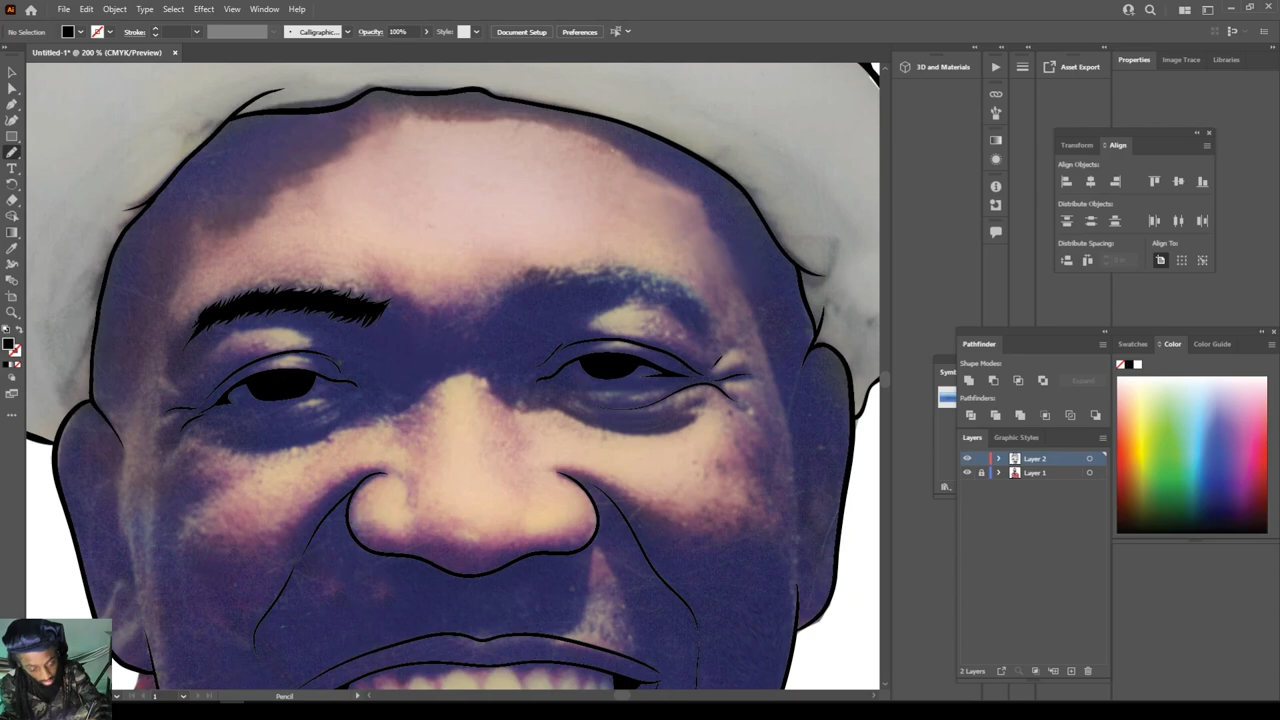 Ai File Edit Object Type Select Effect View Window Help
No Selection Stroke: Calligraphic... Opacity: 100% Style: Document Setup Preferences
Untitled-1* @ 200 % (CMYK/Preview) ×
3D and Materials
Asset Export
Properties Image Trace Libraries
Transform Align
Align Objects:
Distribute Objects:
Distribute Spacing: Align To:
Pathfinder
Swatches Color Color Guide
Shape Modes:
Expand
Symb
Pathfinders:
Layers Graphic Styles
Layer 2
Layer 1
2 Layers
1 Pencil